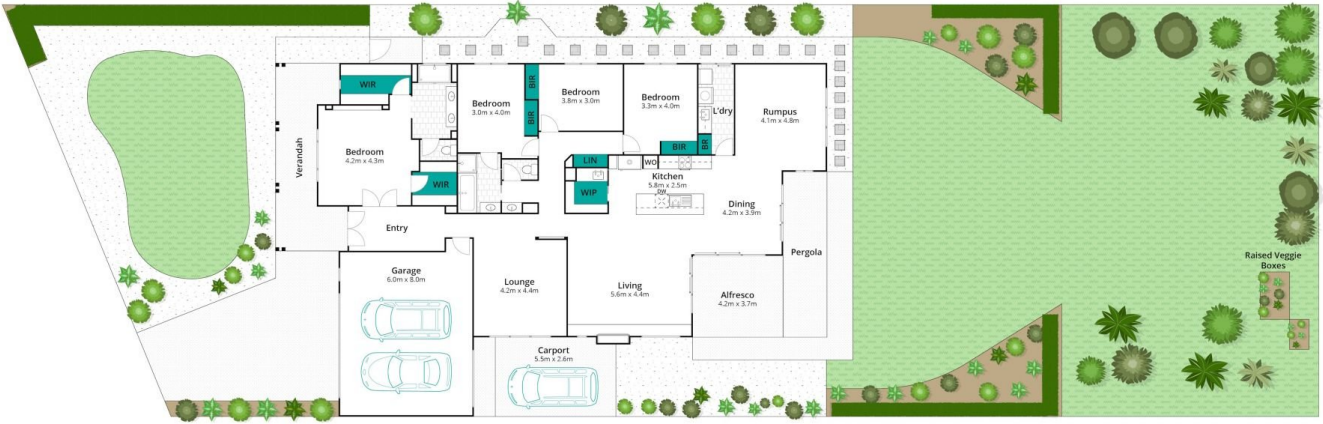 WIR
Bedroom
4.2m x 4.3m
WIR
Verandah
Entry
Bedroom
3.0m x 4.0m
BIR
BIR
Bedroom
3.8m x 3.0m
Bedroom
3.3m x 4.0m
BIR
L'dry
BR
Rumpus
4.1m x 4.8m
LIN
WIP
WO
Kitchen
5.8m x 2.5m
DW
Dining
4.2m x 3.9m
Pergola
Garage
6.0m x 8.0m
Lounge
4.2m x 4.4m
Living
5.6m x 4.4m
Alfresco
4.2m x 3.7m
Carport
5.5m x 2.6m
Raised Veggie
Boxes